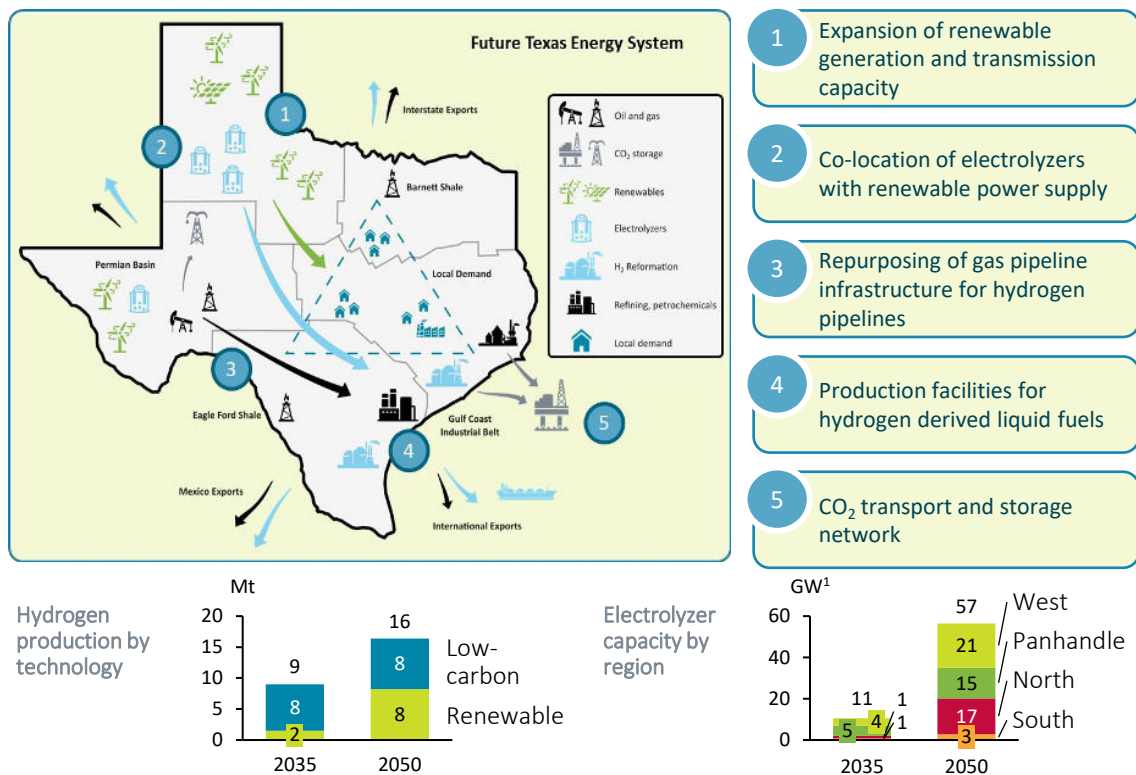 Future Texas Energy System
Interstate Exports
Barnett Shale
Permian Basin
Local Demand
Eagle Ford Shale
Gulf Coast
Industrial Belt
Mexico Exports
International Exports
1
2
3
4
5
Oil and gas
CO₂ storage
Renewables
Electrolyzers
H₂ Reformation
Refining, petrochemicals
Local demand
1
Expansion of renewable
generation and transmission
capacity
2
Co-location of electrolyzers
with renewable power supply
3
Repurposing of gas pipeline
infrastructure for hydrogen
pipelines
4
Production facilities for
hydrogen derived liquid fuels
5
CO₂ transport and storage
network
Hydrogen
production by
technology
Mt
20
15
10
5
0
9
8
2
16
8
8
Low-
carbon
Renewable
2035
2050
Electrolyzer
capacity by
region
GW¹
60
40
20
0
11
1
4
1
5
57
21
15
17
3
West
Panhandle
North
South
2035
2050